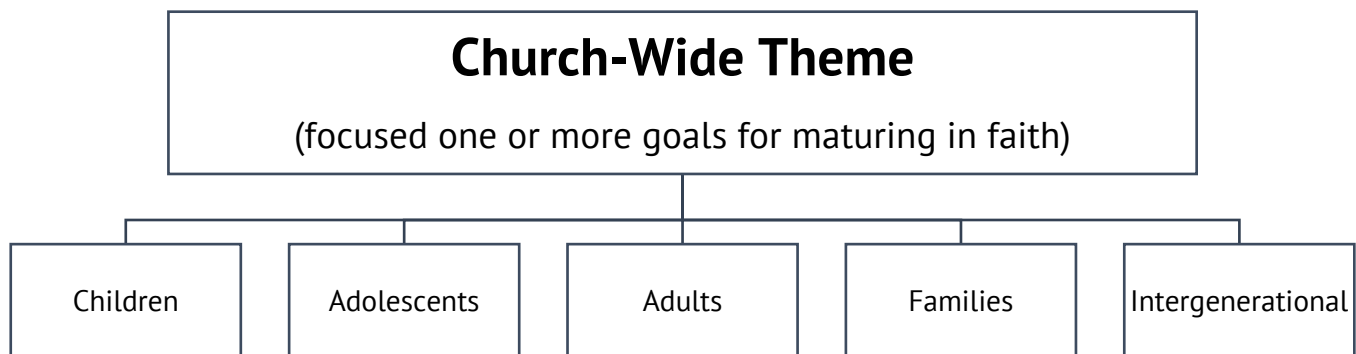 Church-Wide Theme
(focused one or more goals for maturing in faith)
Children
Adolescents
Adults
Families
Intergenerational